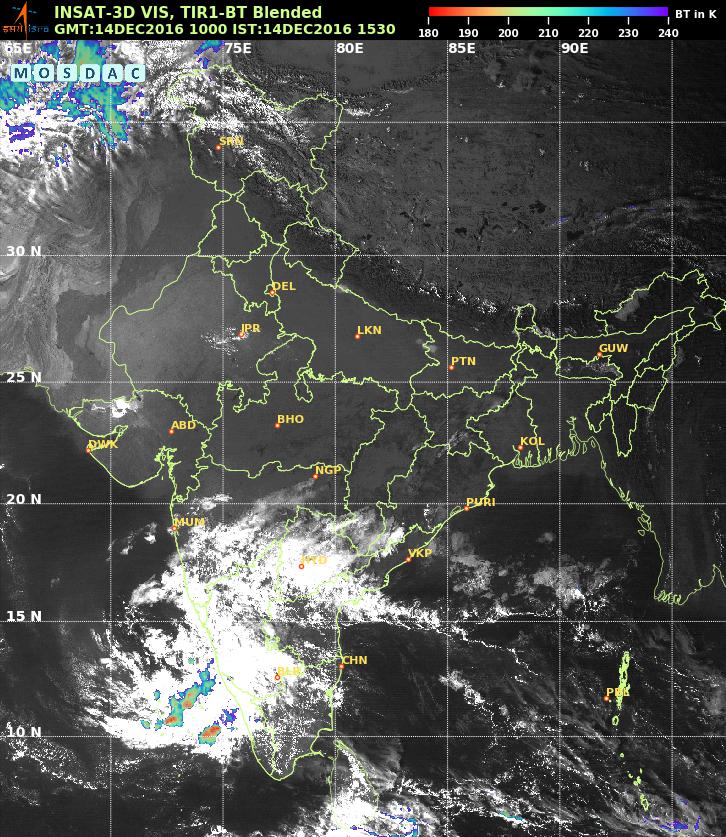 INSAT-3D VIS, TIR1-BT Blended
GMT:14DEC2016 1000 IST:14DEC2016 1530
BT in K
180 190 200 210 220 230 240
65E 75E 80E 85E 90E
MOSDAC
SRN
30 N
DEL
JPR
LKN
PTN
GUW
25 N
ABD
BHO
DWK
KOL
NGP
20 N
PURI
MUM
VKP
HYD
15 N
CHN
BLR
10 N